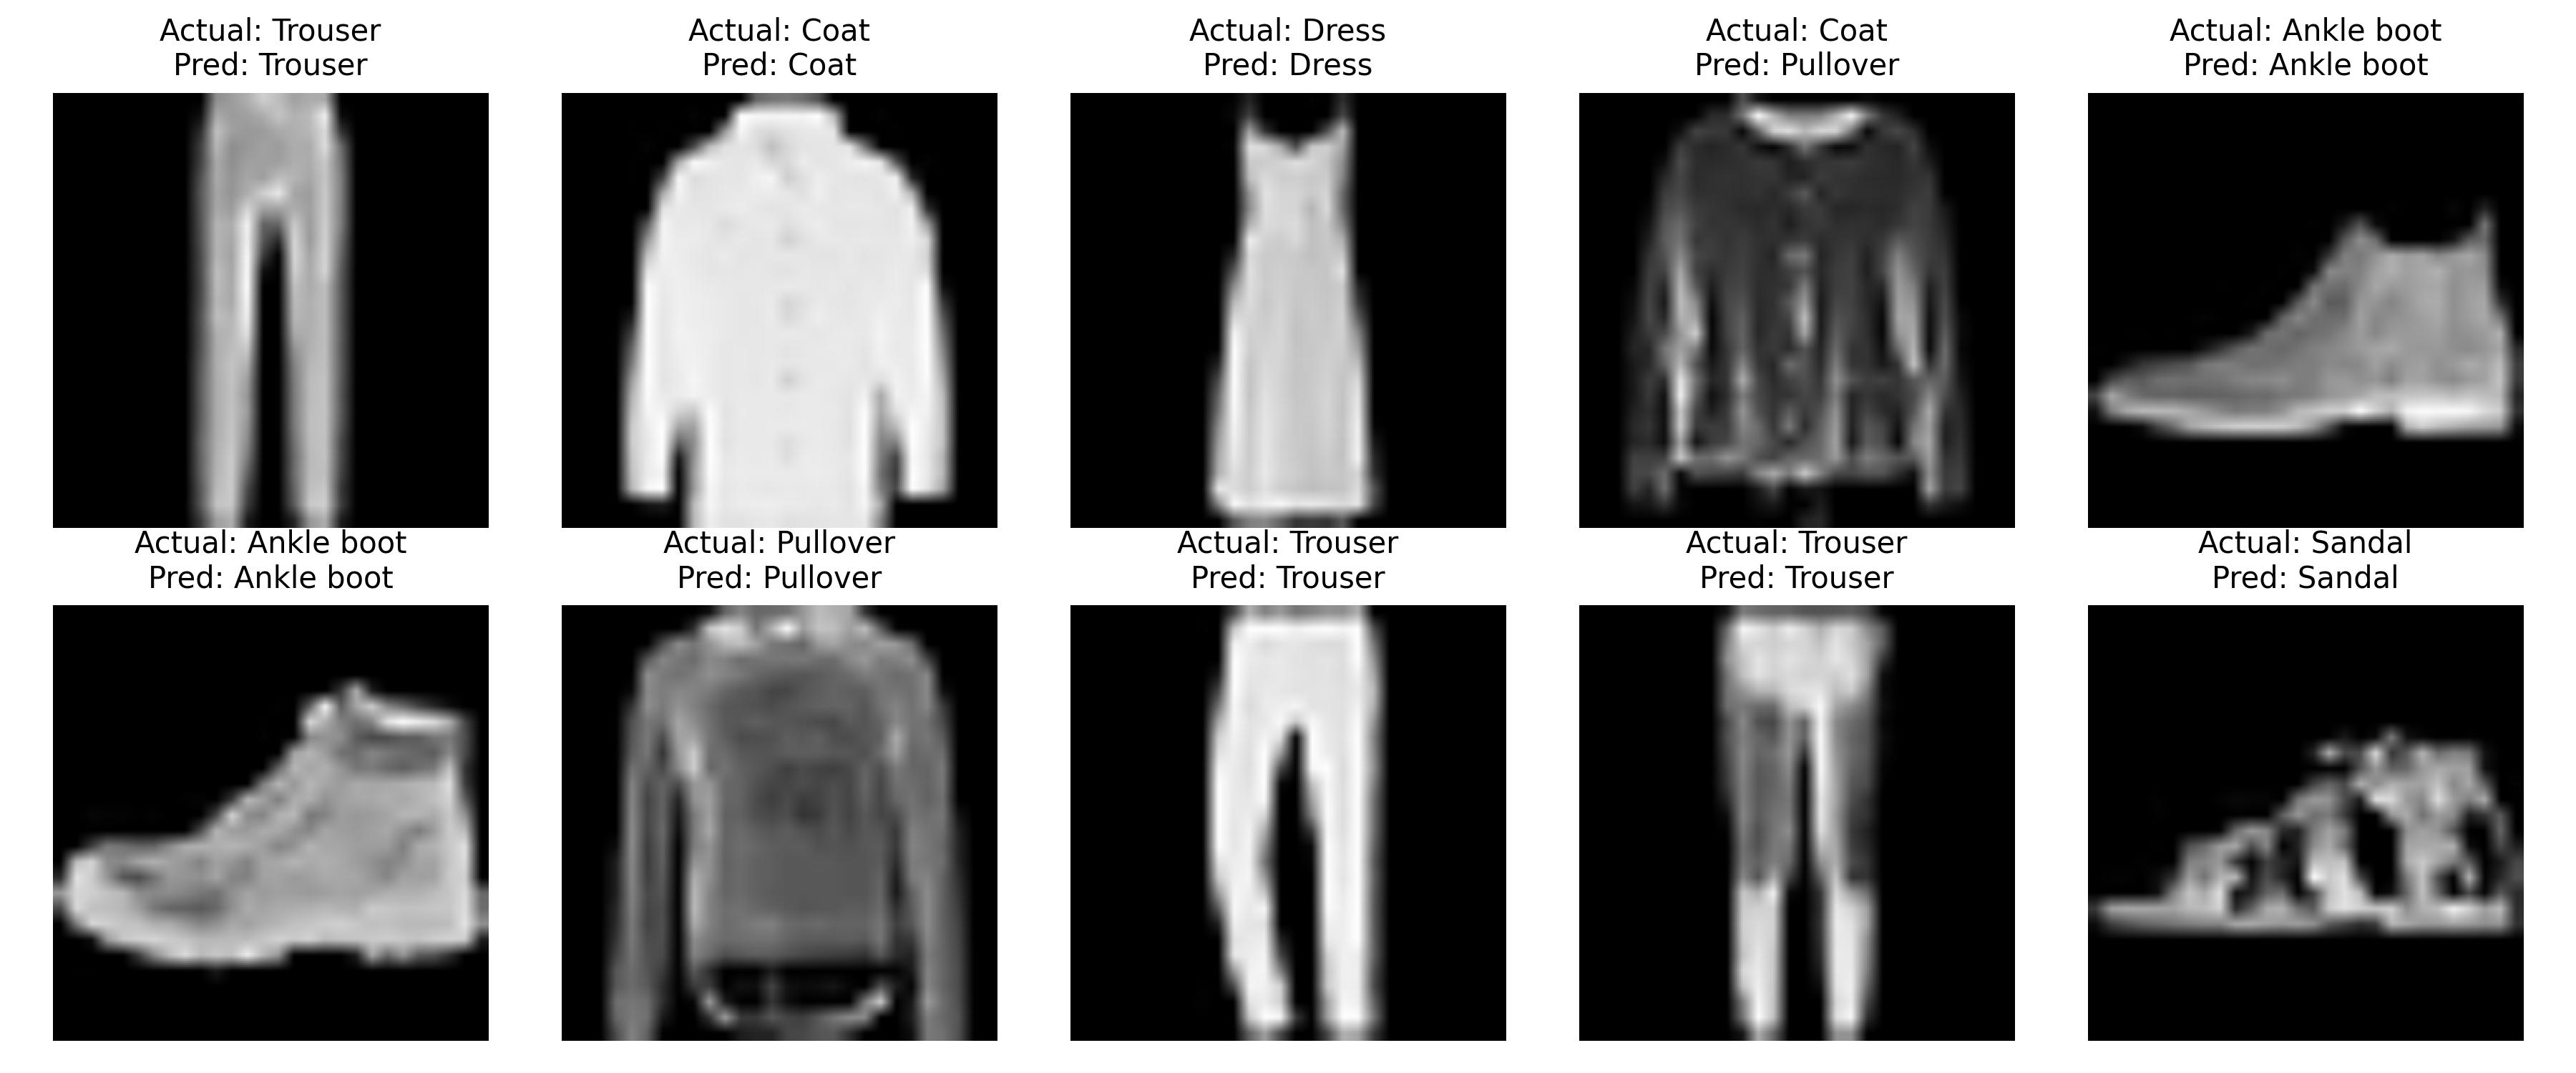 Actual: Trouser
Pred: Trouser
Actual: Coat
Pred: Coat
Actual: Dress
Pred: Dress
Actual: Coat
Pred: Pullover
Actual: Ankle boot
Pred: Ankle boot
Actual: Ankle boot
Pred: Ankle boot
Actual: Pullover
Pred: Pullover
Actual: Trouser
Pred: Trouser
Actual: Trouser
Pred: Trouser
Actual: Sandal
Pred: Sandal